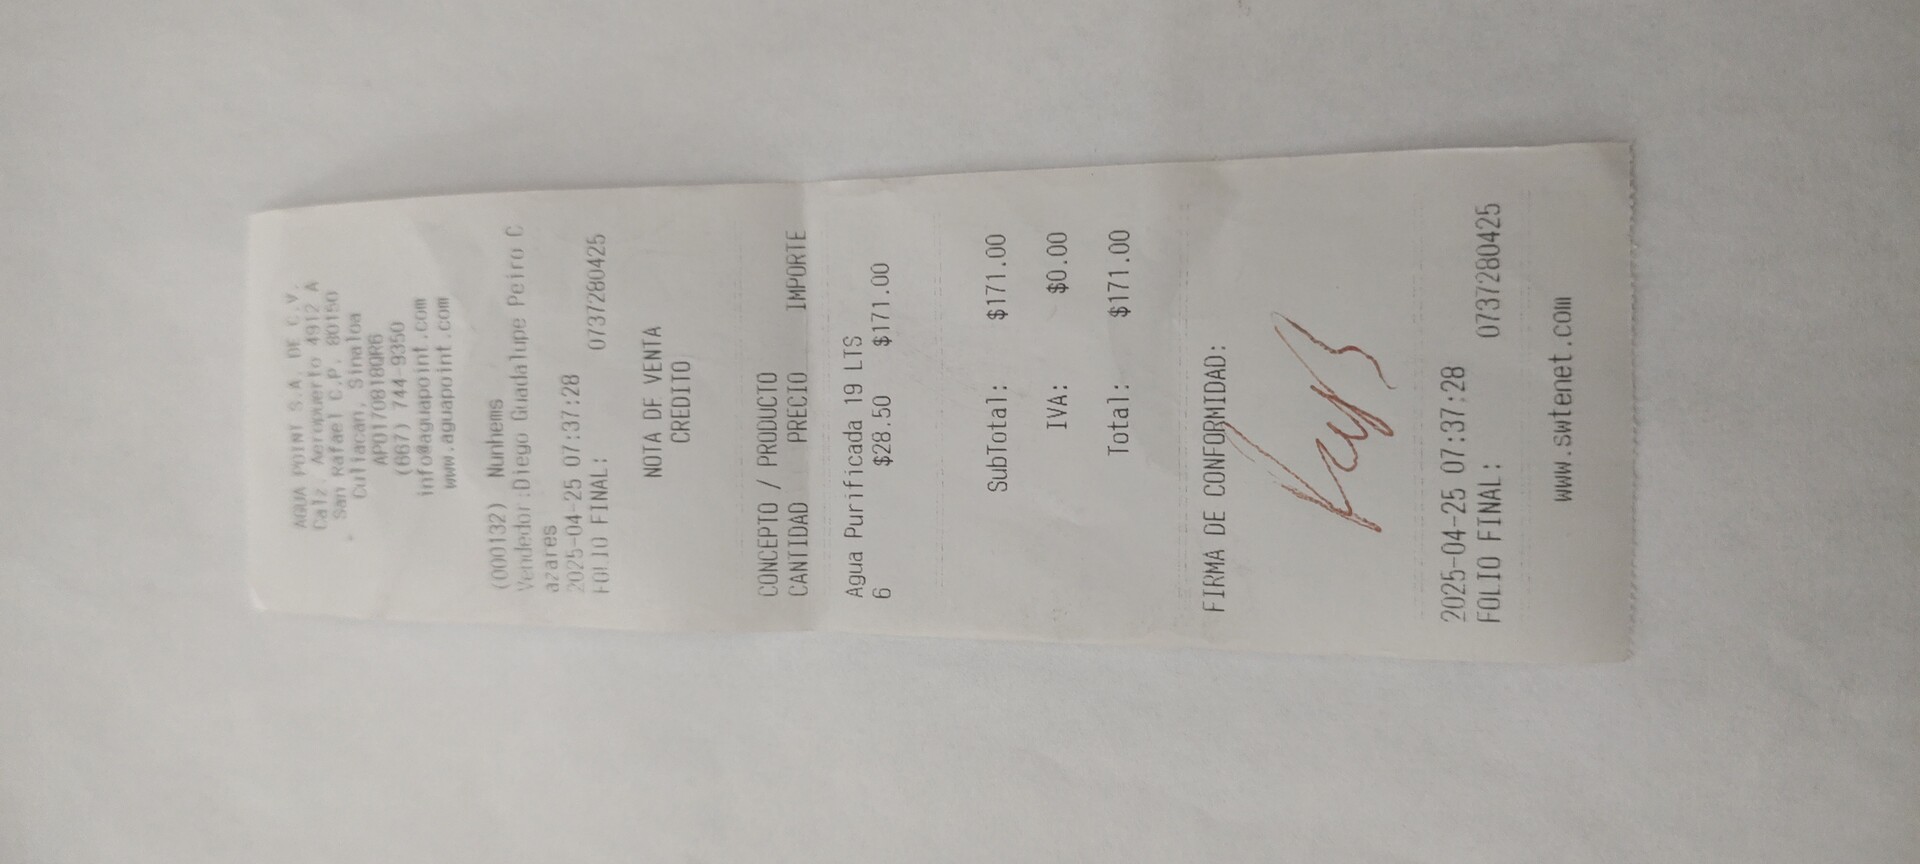 AGUA POINT S.A. DE C.V.
Calz. Aeropuerto 4912 A
San Rafael C.P. 80150
Culiacan, Sinaloa
APO170818QR6
(667) 744-9350
info@aguapoint.com
www.aguapoint.com
(000132) Nunhems
Vendedor:Diego Guadalupe Peiro C
azares
2025-04-25 07:37:28
FOLIO FINAL: 0737280425
NOTA DE VENTA
CREDITO
CONCEPTO / PRODUCTO
CANTIDAD PRECIO IMPORTE
Agua Purificada 19 LTS
6 $28.50 $171.00
SubTotal: $171.00
IVA: $0.00
Total: $171.00
FIRMA DE CONFORMIDAD:
2025-04-25 07:37:28
FOLIO FINAL: 0737280425
www.swtenet.com